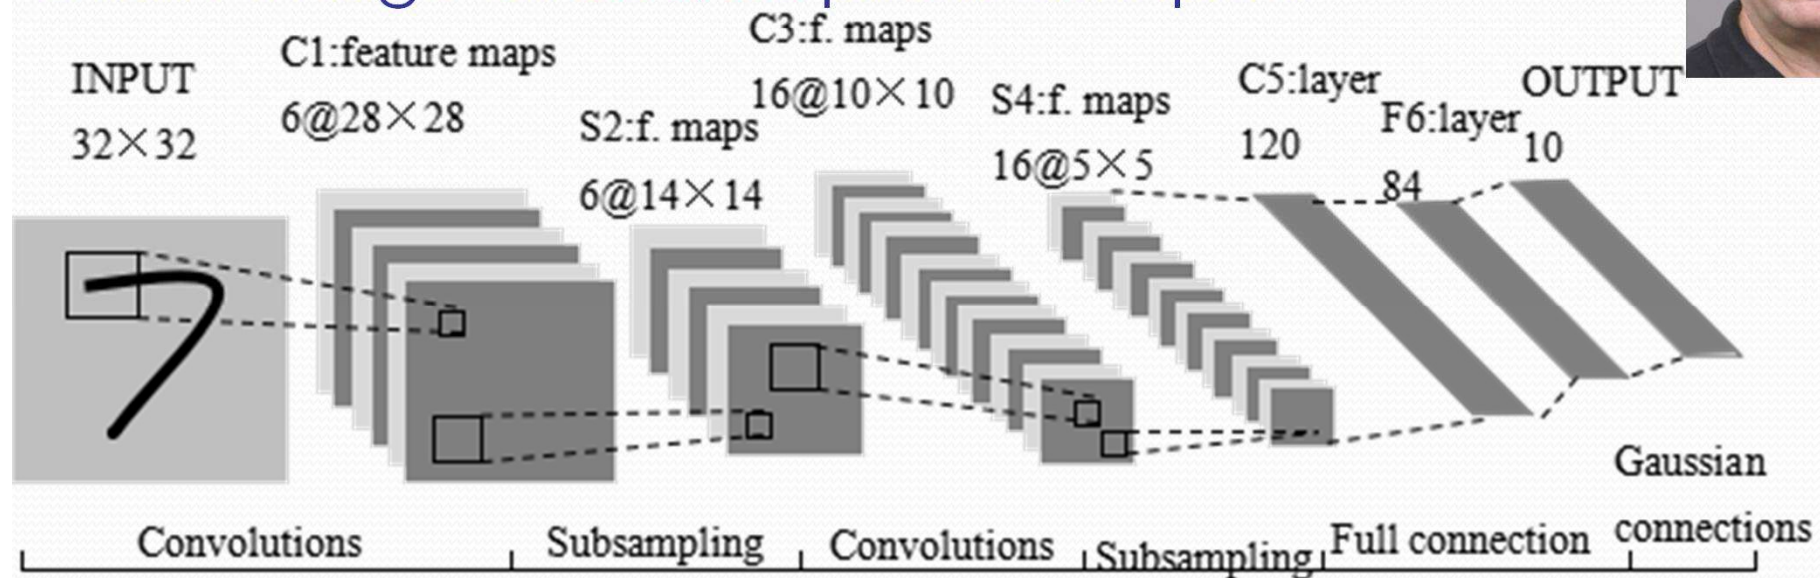 INPUT
32×32
C1:feature maps
6@28×28
S2:f. maps
6@14×14
C3:f. maps
16@10×10
S4:f. maps
16@5×5
C5:layer
120
F6:layer
84
OUTPUT
10
Convolutions
Subsampling
Convolutions
Subsampling
Full connection
Gaussian
connections